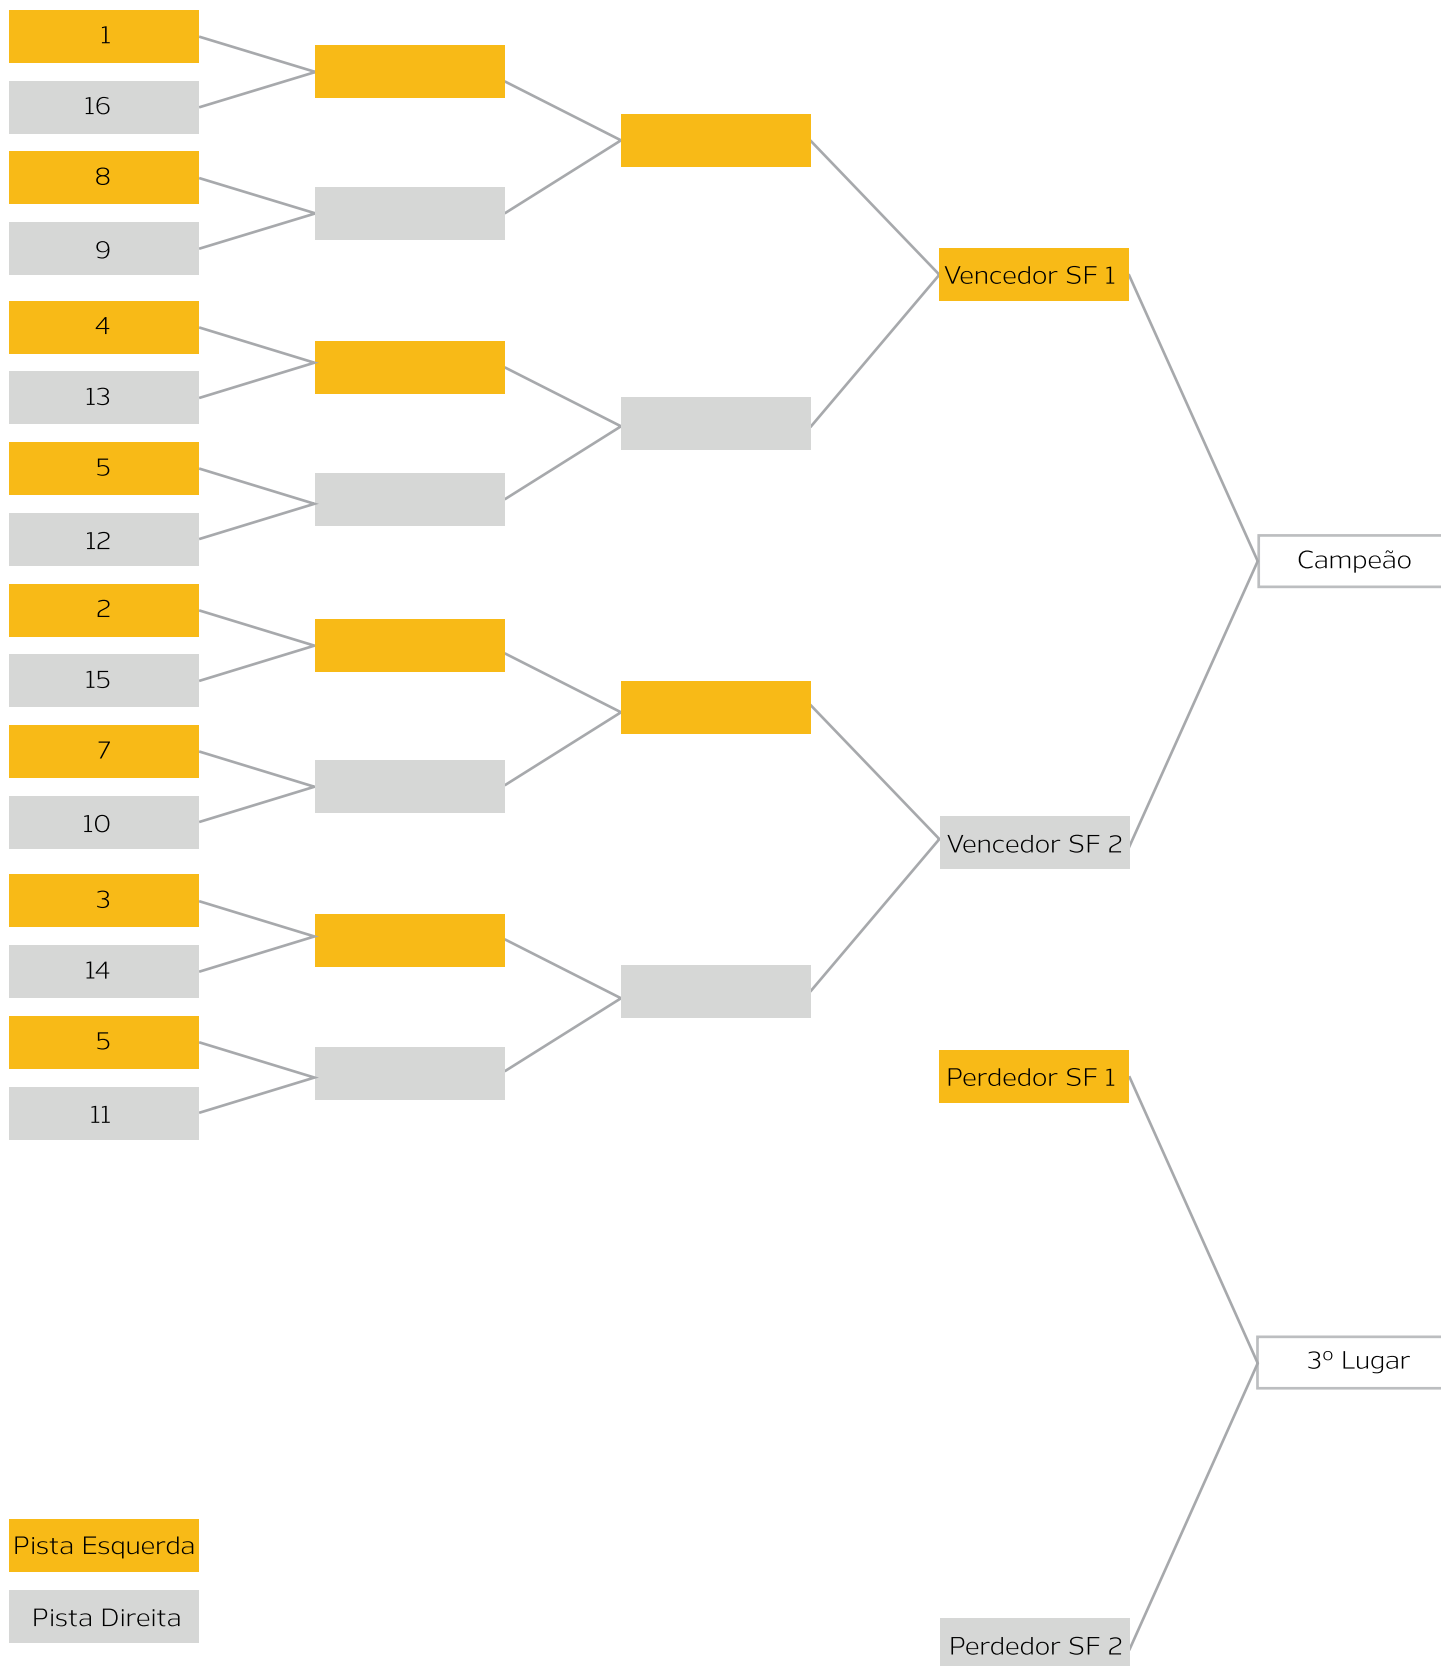 1
16
8
9
4
13
5
12
2
15
7
10
3
14
5
11
Vencedor SF 1
Vencedor SF 2
Campeão
Perdedor SF 1
Perdedor SF 2
3º Lugar
Pista Esquerda
Pista Direita